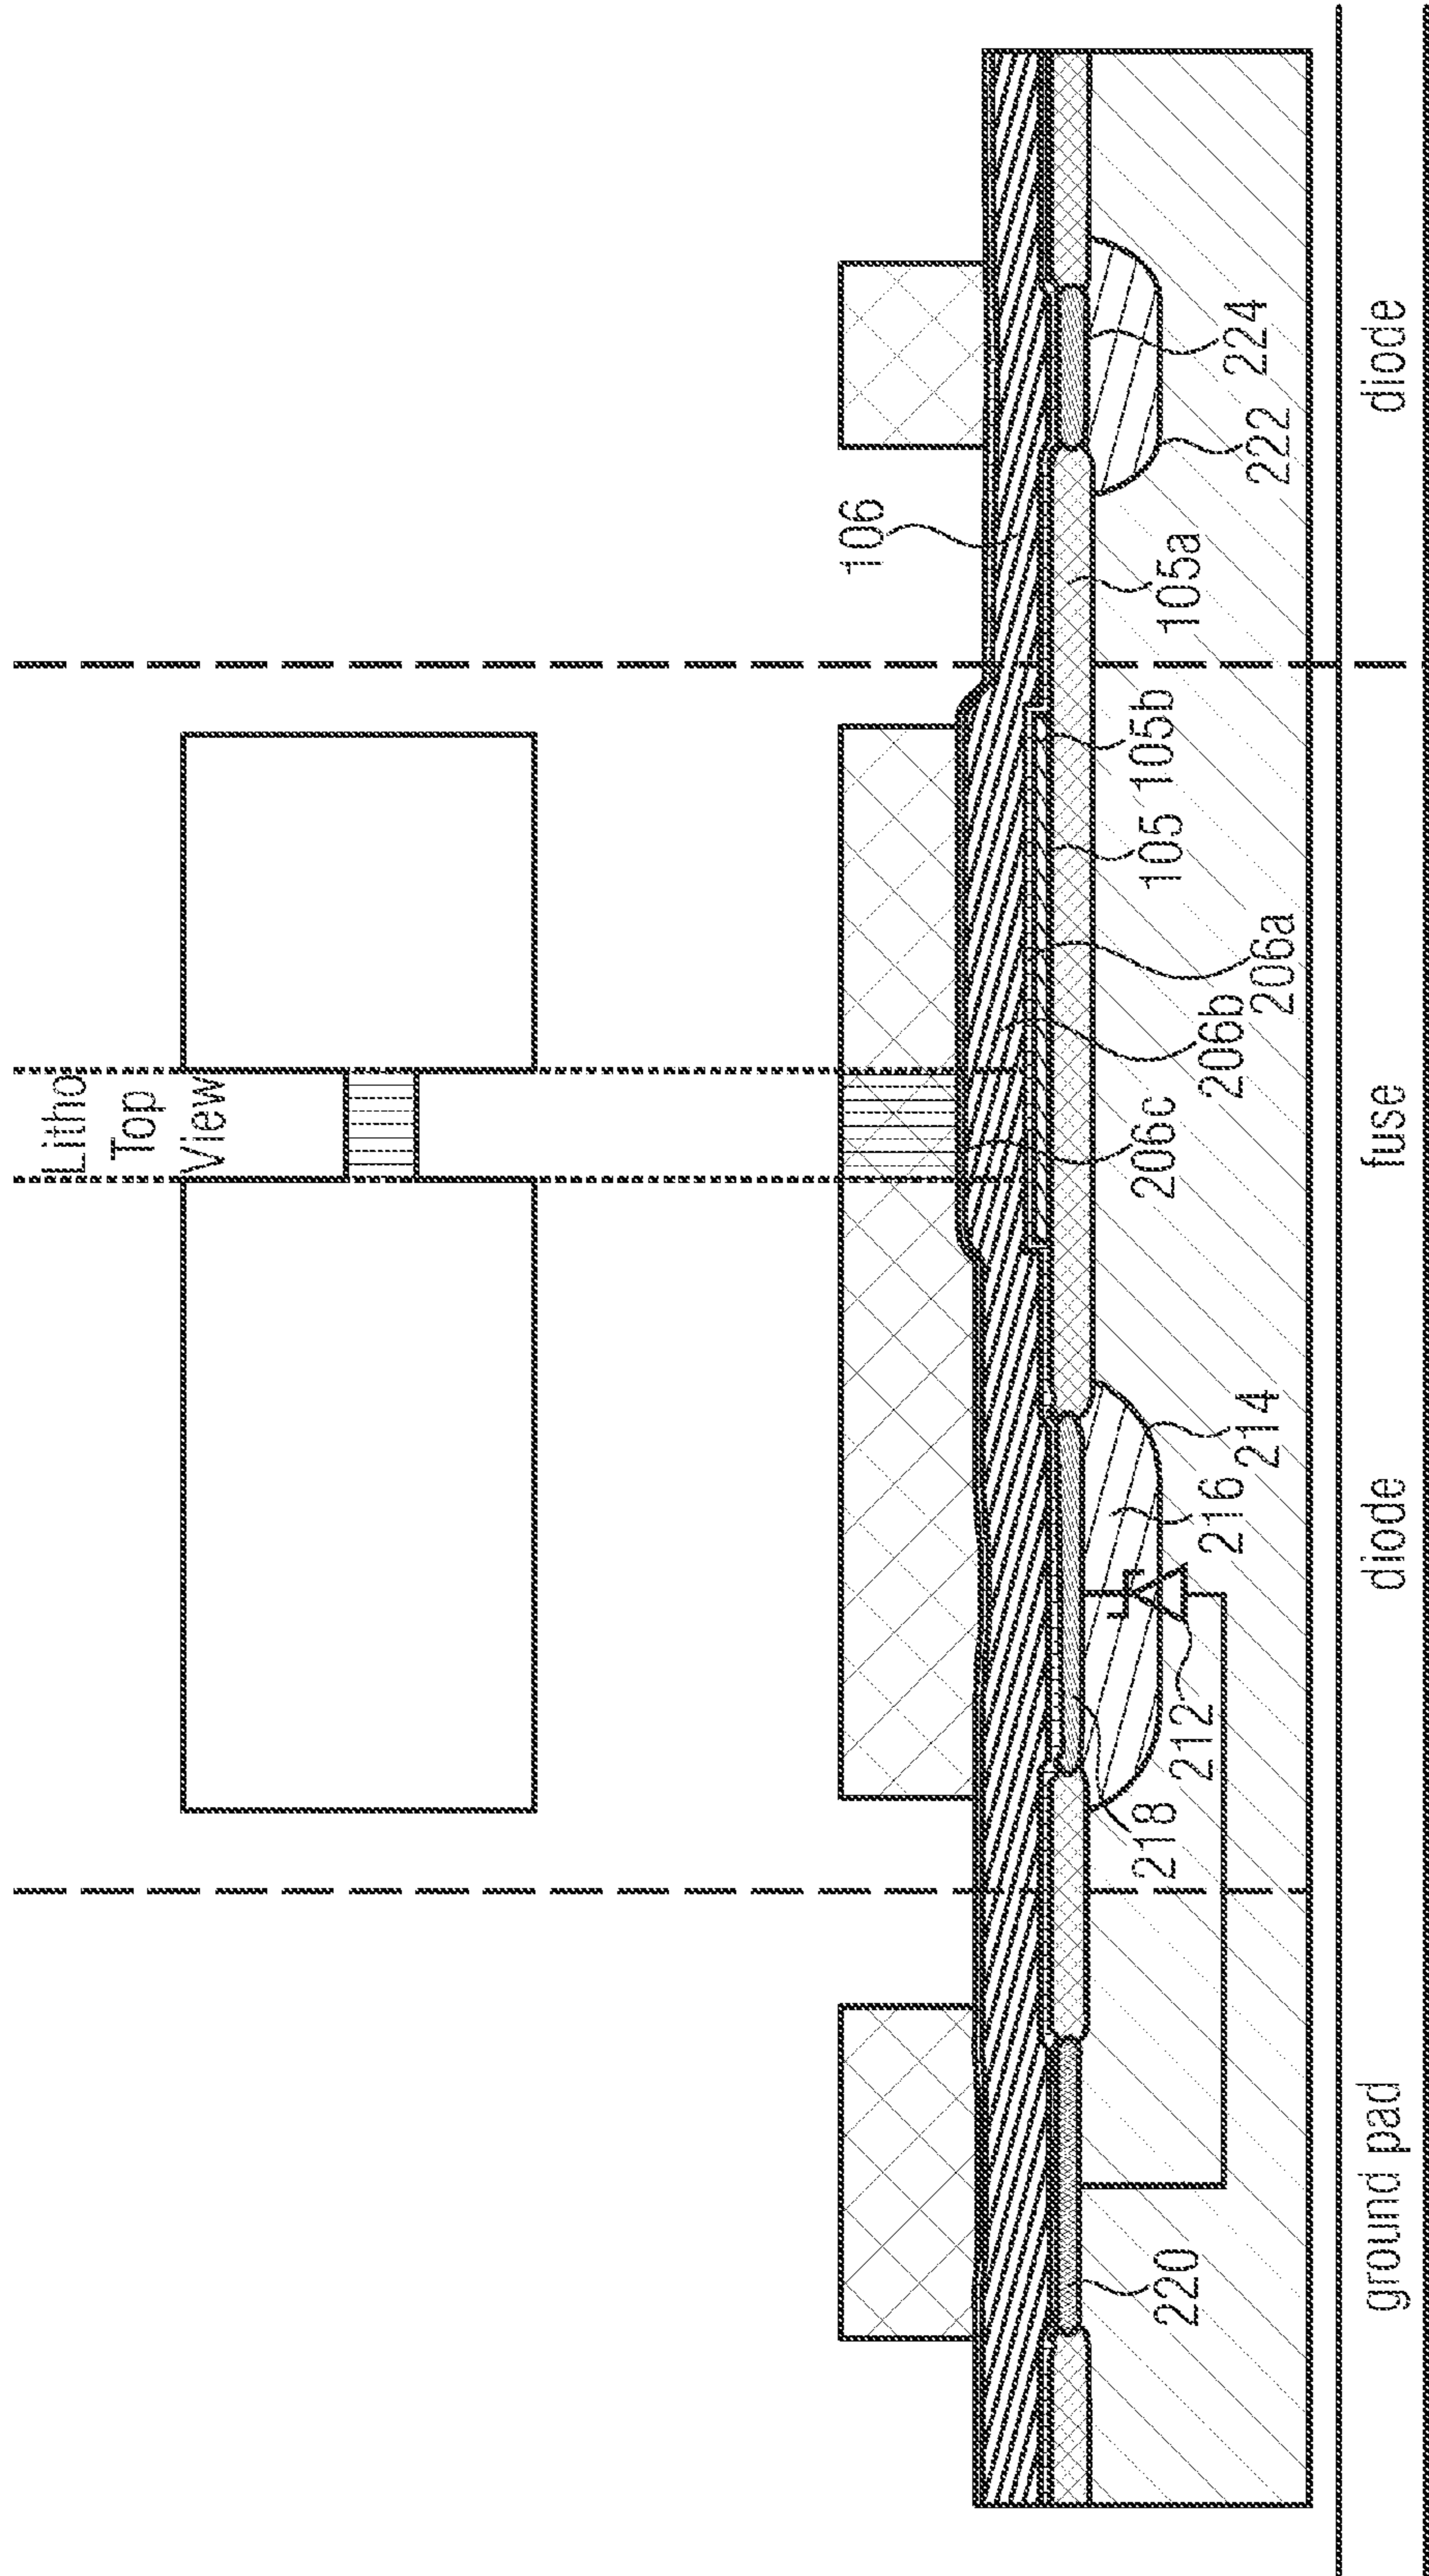 Litho
Top
View
106
206c
206b
206a
105
105b
105a
222
224
220
218
212
216
214
ground pad
diode
fuse
diode